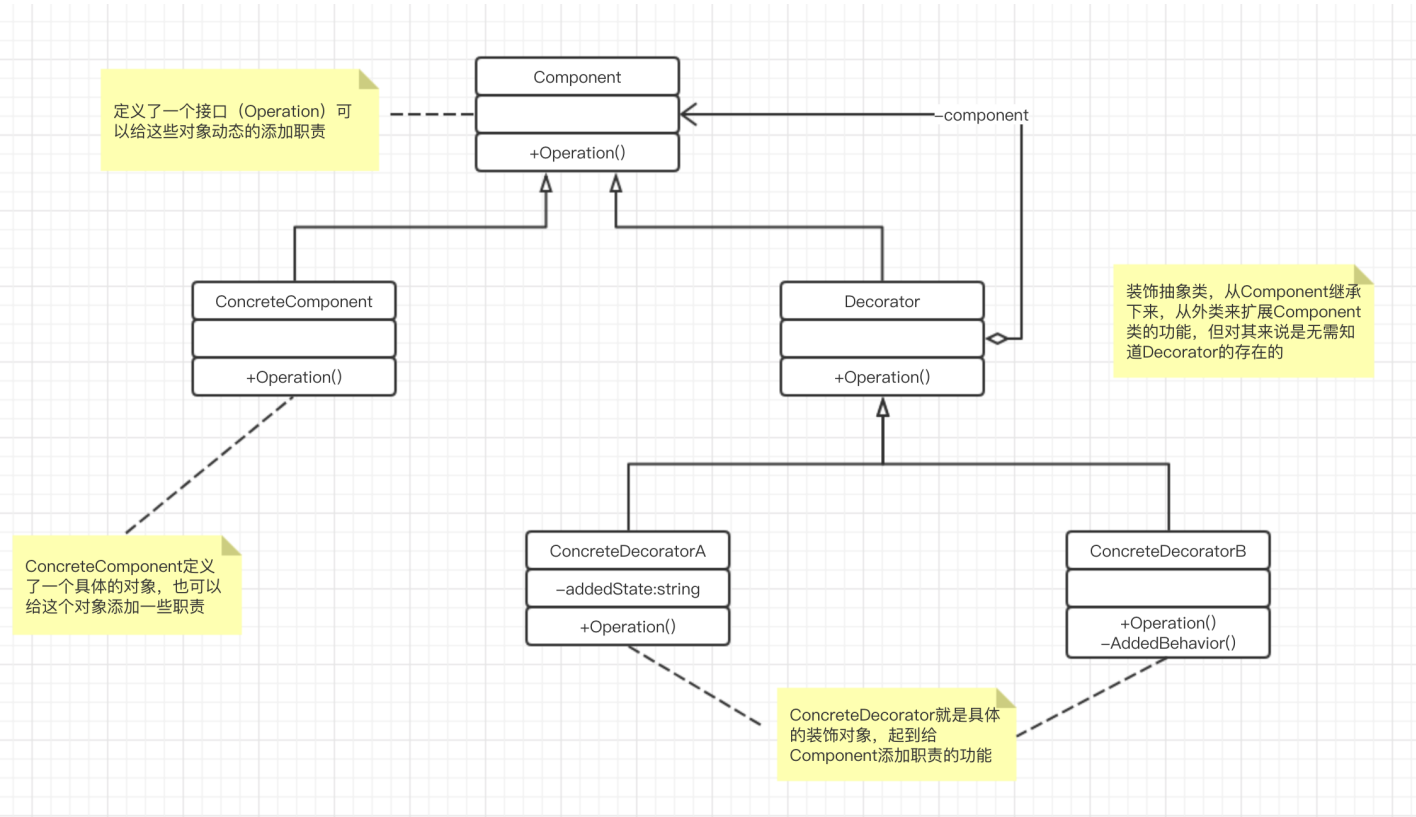 Component
定义了一个接口（Operation）可
以给这些对象动态的添加职责
-component
+Operation()
ConcreteComponent
Decorator
装饰抽象类，从Component继承
下来，从外类来扩展Component
类的功能，但对其来说是无需知
道Decorator的存在的
+Operation()
+Operation()
ConcreteComponent定义
了一个具体的对象，也可以
给这个对象添加一些职责
ConcreteDecoratorA
-addedState:string
+Operation()
ConcreteDecoratorB
+Operation()
-AddedBehavior()
ConcreteDecorator就是具体
的装饰对象，起到给
Component添加职责的功能